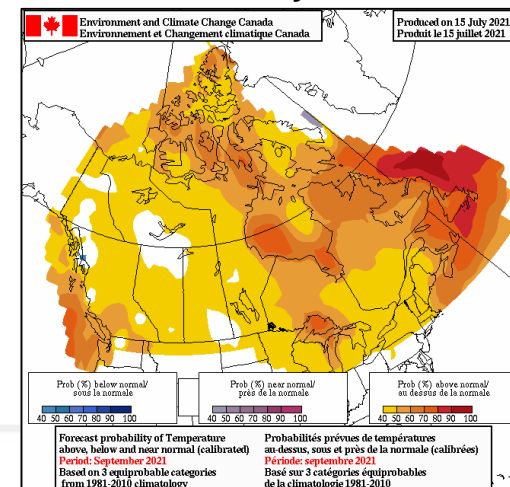 Environment and Climate Change Canada
Environnement et Changement climatique Canada
Produced on 15 July 2021
Produit le 15 juillet 2021
Prob (%) below normal/
sous la normale
40 50 60 70 80 90 100
Prob (%) near normal/
près de la normale
40 50 60 70 80 90 100
Prob (%) above normal/
au dessus de la normale
40 50 60 70 80 90 100
Forecast probability of Temperature
above, below and near normal (calibrated)
Period: September 2021
Based on 3 equiprobable categories
from 1981-2010 climatology
Probabilités prévues de températures
au-dessus, sous et près de la normale (calibrées)
Période: septembre 2021
Basé sur 3 catégories équiprobables
de la climatologie 1981-2010